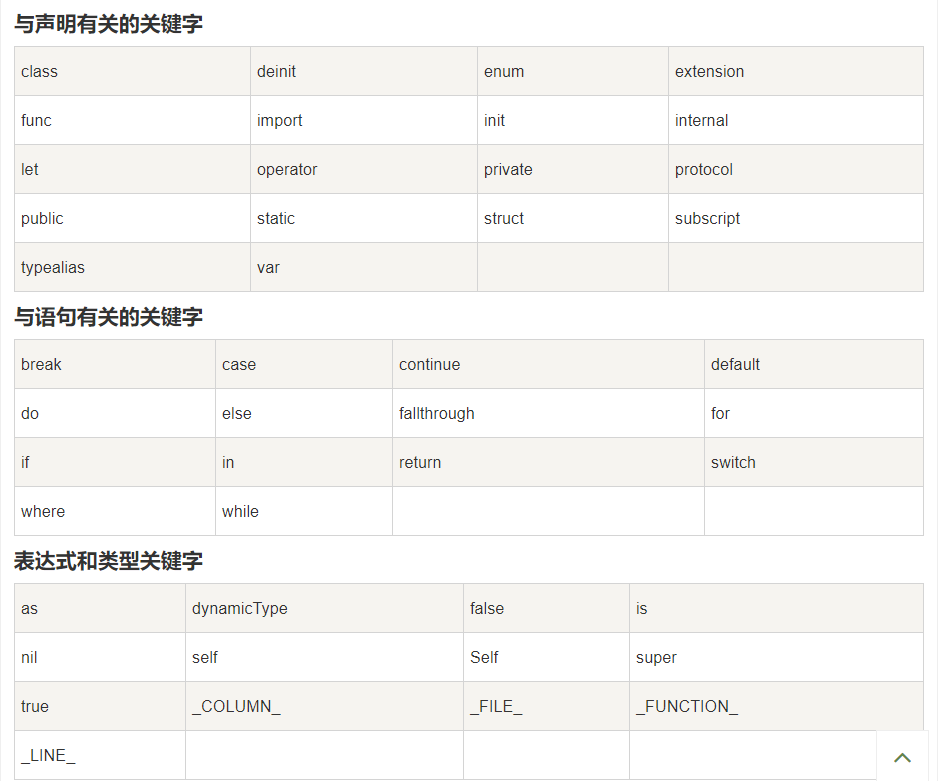 与声明有关的关键字
class deinit enum extension
func import init internal
let operator private protocol
public static struct subscript
typealias var
与语句有关的关键字
break case continue default
do else fallthrough for
if in return switch
where while
表达式和类型关键字
as dynamicType false is
nil self Self super
true _COLUMN_ _FILE_ _FUNCTION_
_LINE_